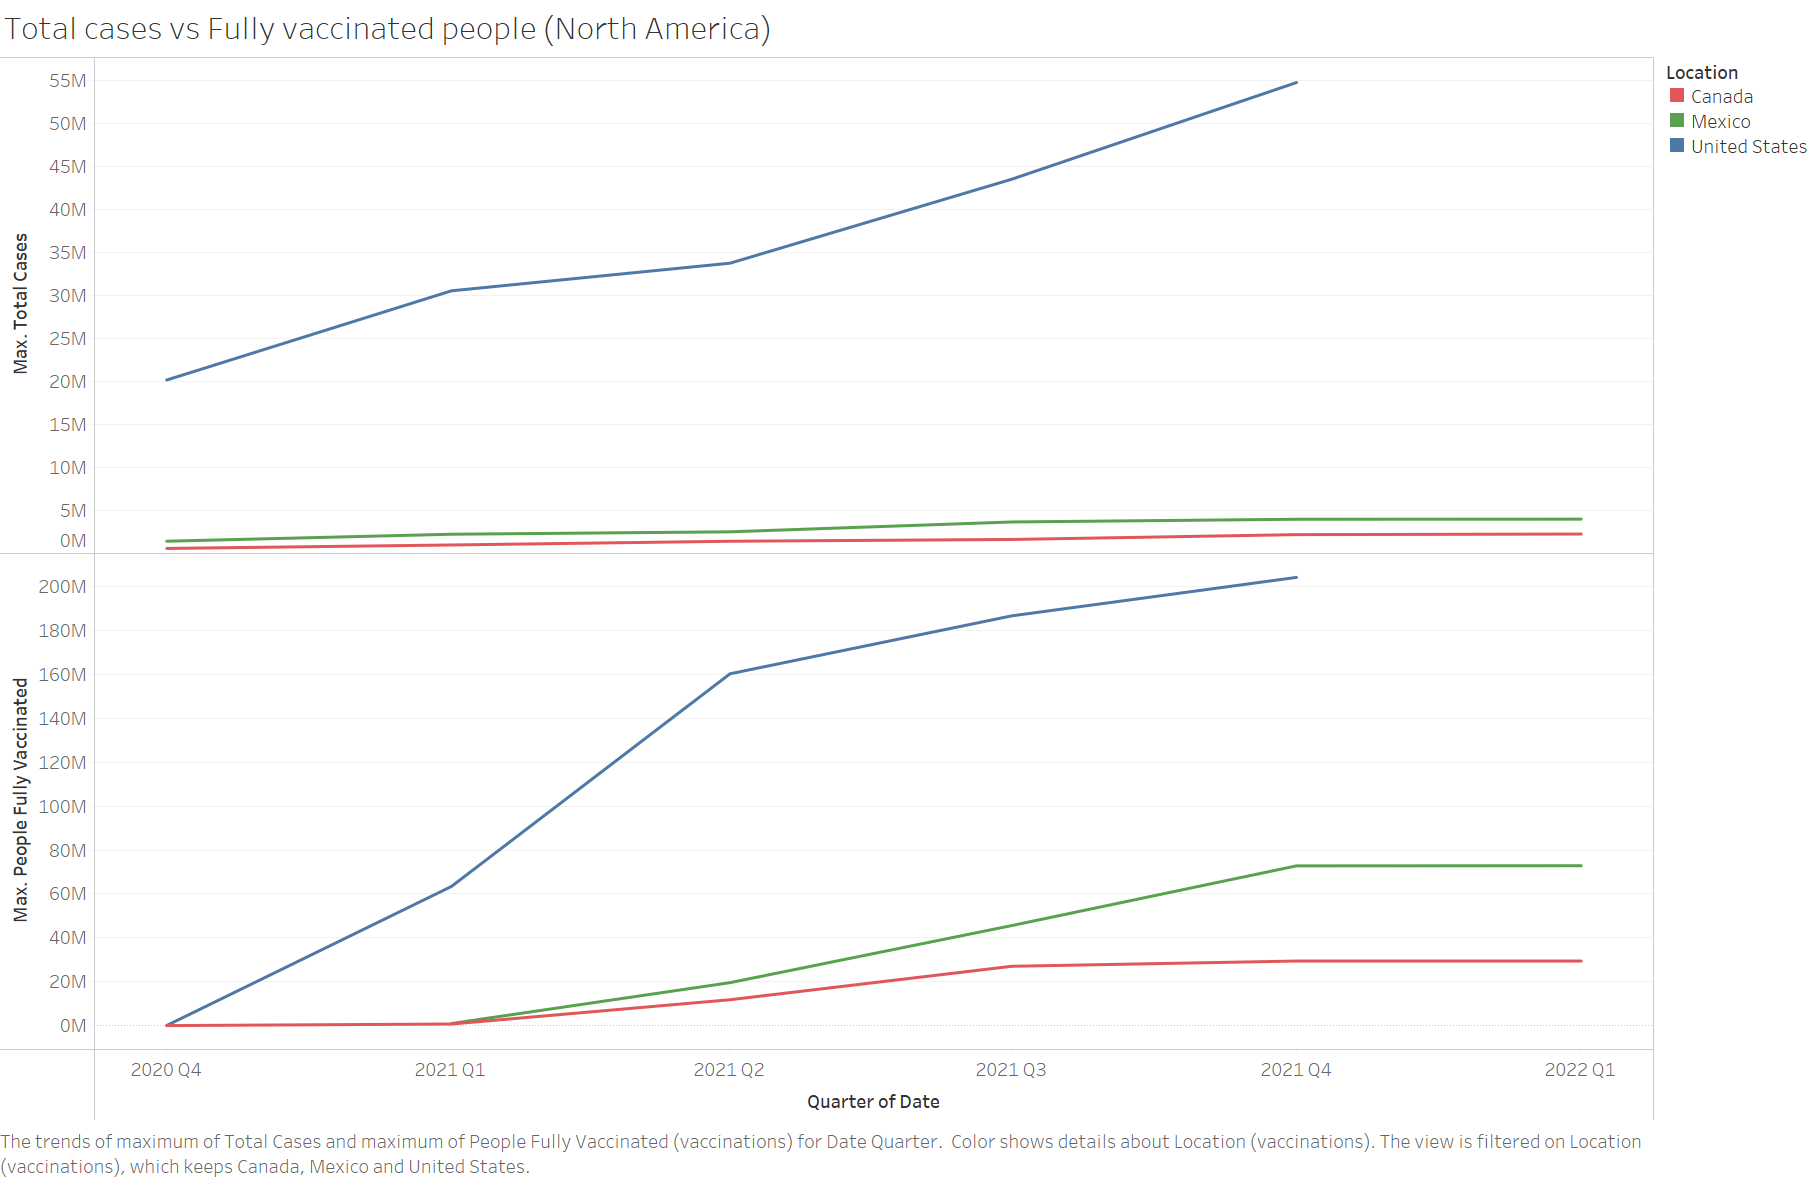 Total cases vs Fully vaccinated people (North America)
Location
Canada
Mexico
United States
Max. Total Cases
55M
50M
45M
40M
35M
30M
25M
20M
15M
10M
5M
0M
Max. People Fully Vaccinated
200M
180M
160M
140M
120M
100M
80M
60M
40M
20M
0M
2020 Q4 2021 Q1 2021 Q2 2021 Q3 2021 Q4 2022 Q1
Quarter of Date
The trends of maximum of Total Cases and maximum of People Fully Vaccinated (vaccinations) for Date Quarter.  Color shows details about Location (vaccinations). The view is filtered on Location
(vaccinations), which keeps Canada, Mexico and United States.